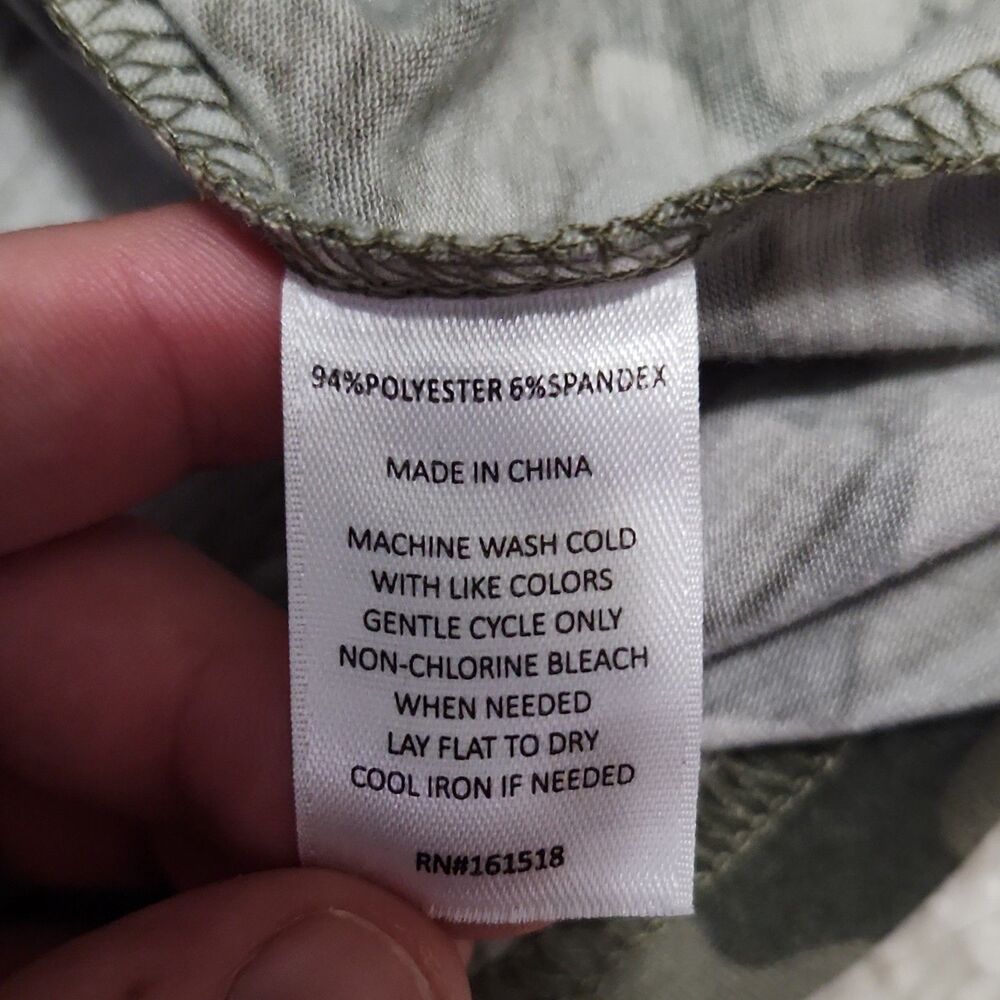 94%POLYESTER 6%SPANDEX
MADE IN CHINA
MACHINE WASH COLD
WITH LIKE COLORS
GENTLE CYCLE ONLY
NON-CHLORINE BLEACH
WHEN NEEDED
LAY FLAT TO DRY
COOL IRON IF NEEDED
RN#161518